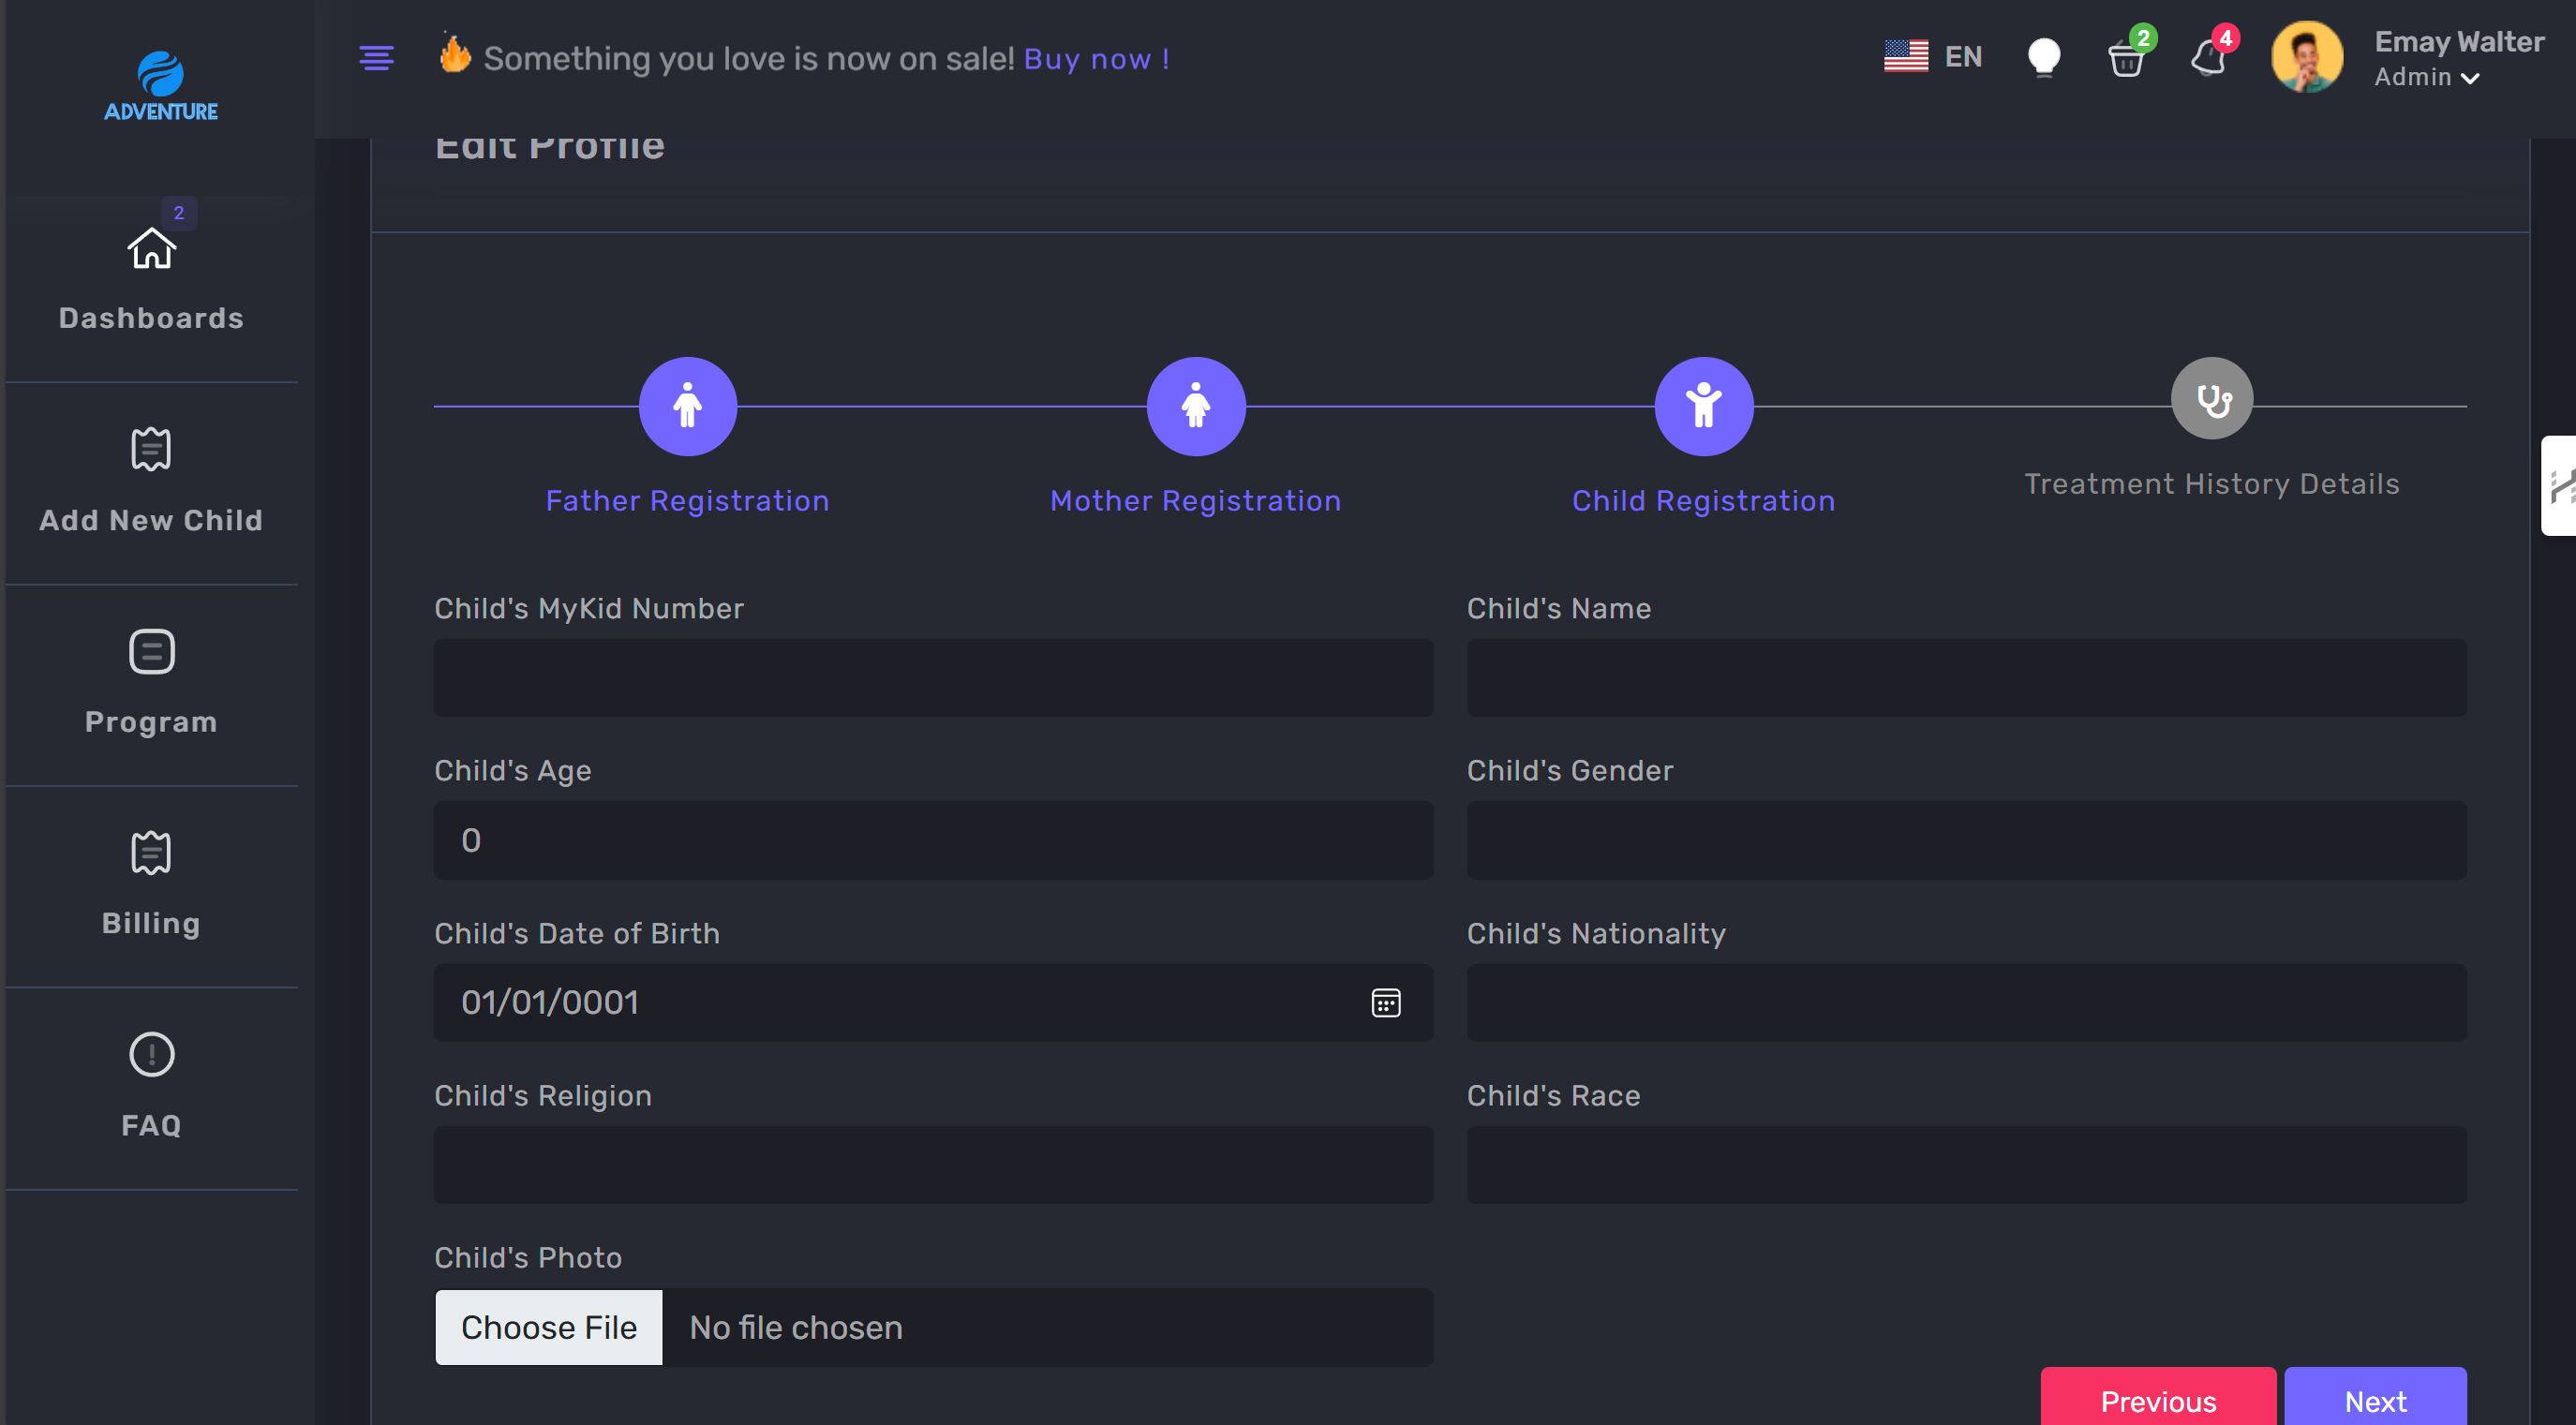 ADVENTURE
Something you love is now on sale! Buy now !
EN
2
4
Emay Walter
Admin
2
Dashboards
Add New Child
Program
Billing
FAQ
Edit Profile
Father Registration
Mother Registration
Child Registration
Treatment History Details
Child's MyKid Number
Child's Name
Child's Age
0
Child's Gender
Child's Date of Birth
01/01/0001
Child's Nationality
Child's Religion
Child's Race
Child's Photo
Choose File No file chosen
Previous
Next